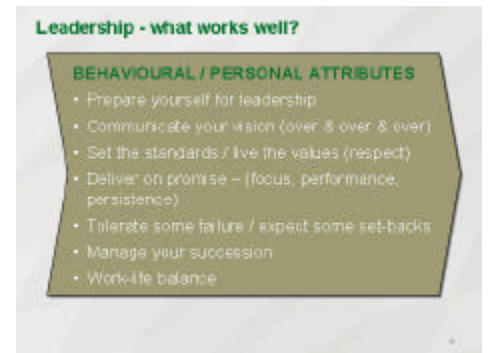 Leadership - what works well?
BEHAVIOURAL / PERSONAL ATTRIBUTES
• Prepare yourself for leadership
• Communicate your vision (over & over & over)
• Set the standards / live the values (respect)
• Deliver on promise – (focus, performance,
persistence)
• Tolerate some failure / expect some set-backs
• Manage your succession
• Work-life balance